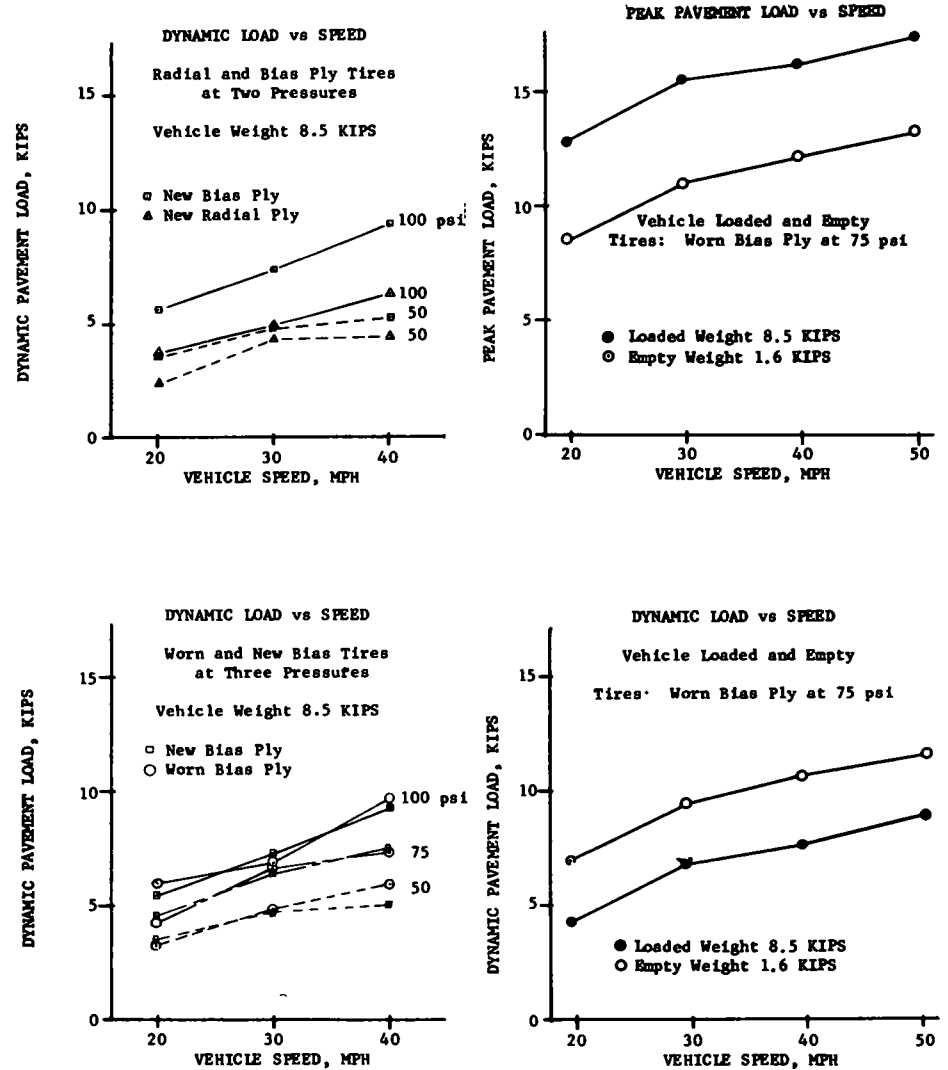 DYNAMIC LOAD vs SPEED
Radial and Bias Ply Tires
at Two Pressures
Vehicle Weight 8.5 KIPS
New Bias Ply
New Radial Ply
100 psi
100
50
50
15
10
5
0
20 30 40
VEHICLE SPEED, MPH
DYNAMIC PAVEMENT LOAD, KIPS
PEAK PAVEMENT LOAD vs SPEED
Vehicle Loaded and Empty
Tires: Worn Bias Ply at 75 psi
Loaded Weight 8.5 KIPS
Empty Weight 1.6 KIPS
15
10
5
0
20 30 40 50
VEHICLE SPEED, MPH
PEAK PAVEMENT LOAD, KIPS
DYNAMIC LOAD vs SPEED
Worn and New Bias Tires
at Three Pressures
Vehicle Weight 8.5 KIPS
New Bias Ply
Worn Bias Ply
100 psi
75
50
15
10
5
0
20 30 40
VEHICLE SPEED, MPH
DYNAMIC PAVEMENT LOAD, KIPS
DYNAMIC LOAD vs SPEED
Vehicle Loaded and Empty
Tires· Worn Bias Ply at 75 psi
Loaded Weight 8.5 KIPS
Empty Weight 1.6 KIPS
15
10
5
0
20 30 40 50
VEHICLE SPEED, MPH
DYNAMIC PAVEMENT LOAD, KIPS